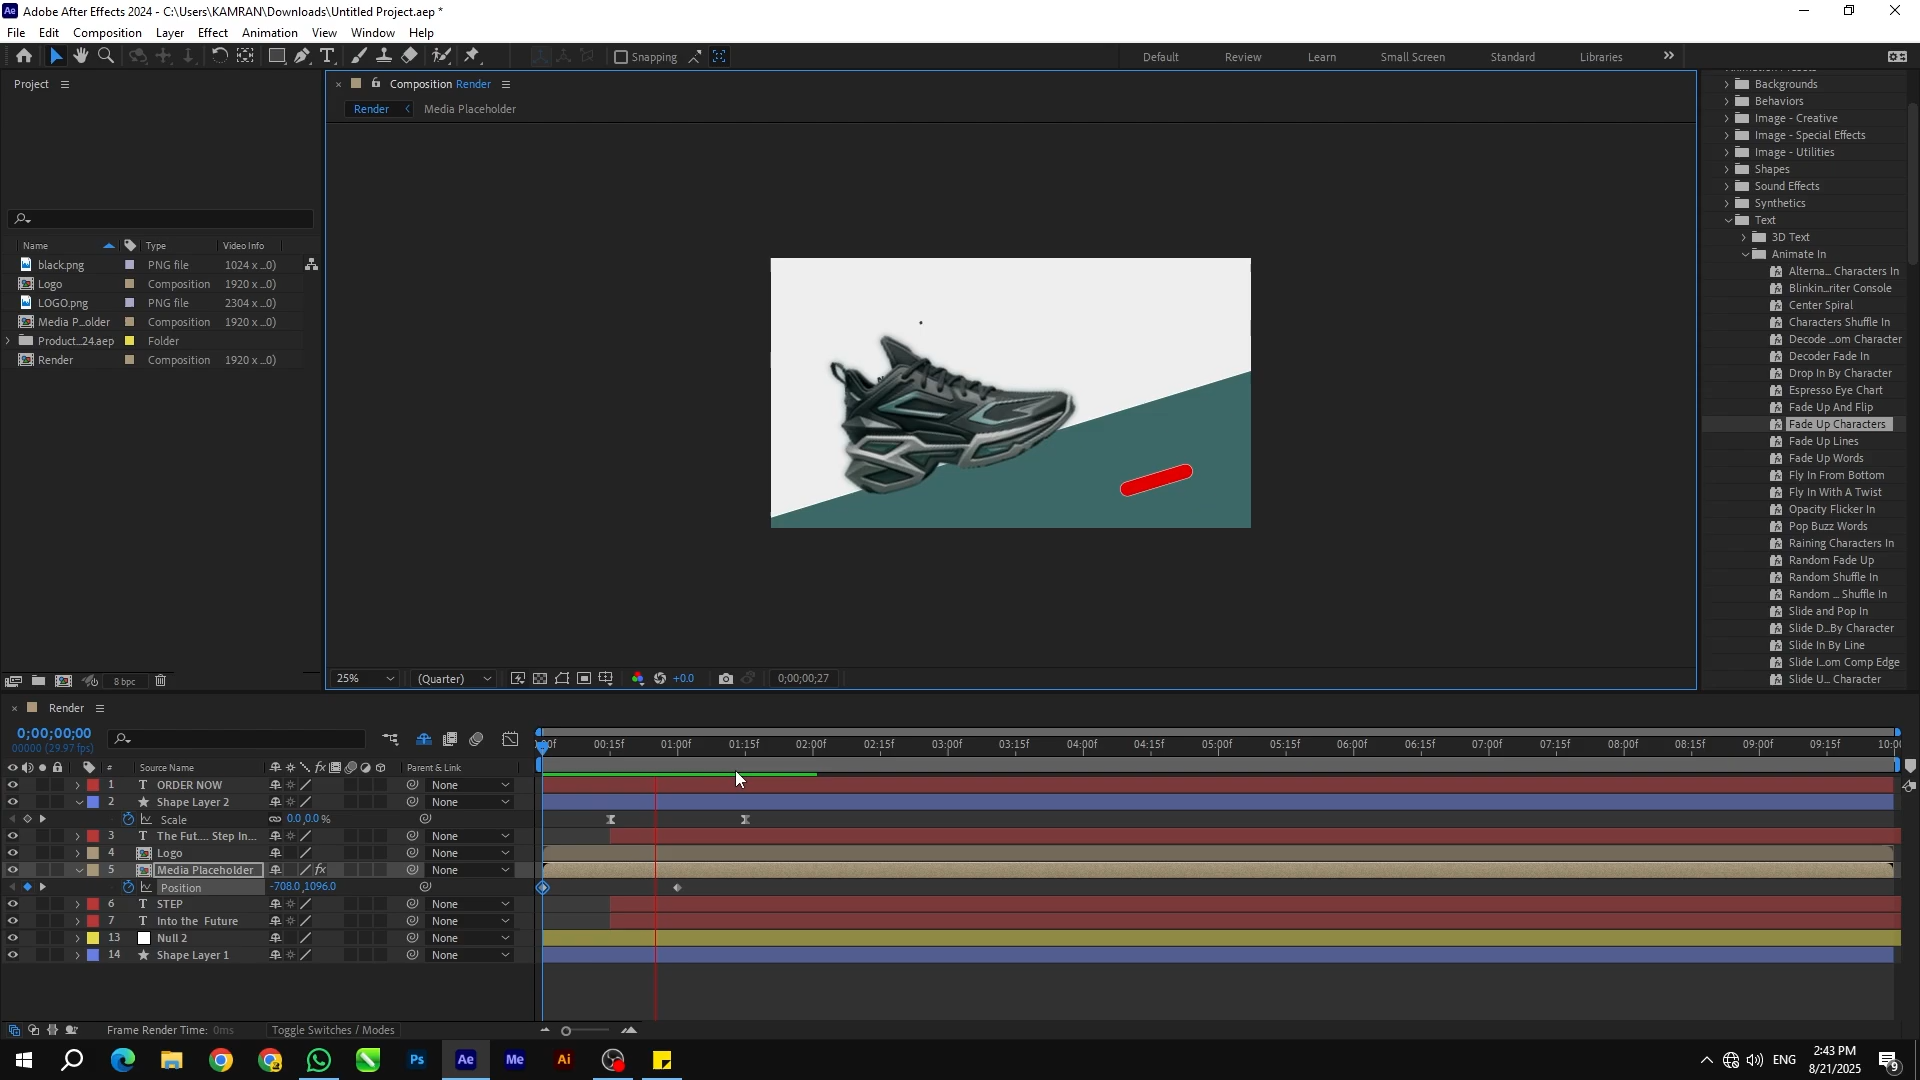 Adobe After Effects 2024 - C:\Users\KAMRAN\Downloads\Untitled Project.aep *
File Edit Composition Layer Effect Animation View Window Help
Snapping
Default Review Learn Small Screen Standard Libraries
Project
Name Type Video Info
black.png PNG file 1024 x ...0)
Logo Composition 1920 x ...0)
LOGO.png PNG file 2304 x ...0)
Media P...older Composition 1920 x ...0)
Product...24.aep Folder
Render Composition 1920 x ...0)
8 bpc
Composition Render
Render Media Placeholder
25% (Quarter) +0.0 0;00;00;27
Backgrounds
Behaviors
Image - Creative
Image - Special Effects
Image - Utilities
Shapes
Sound Effects
Synthetics
Text
3D Text
Animate In
Alterna... Characters In
Blinkin...riter Console
Center Spiral
Characters Shuffle In
Decode ...om Character
Decoder Fade In
Drop In By Character
Espresso Eye Chart
Fade Up And Flip
Fade Up Characters
Fade Up Lines
Fade Up Words
Fly In From Bottom
Fly In With A Twist
Opacity Flicker In
Pop Buzz Words
Raining Characters In
Random Fade Up
Random Shuffle In
Random ... Shuffle In
Slide and Pop In
Slide D...By Character
Slide In By Line
Slide I...om Comp Edge
Slide U... Character
Render
0;00;00;00
00000 (29.97 fps)
00f 00:15f 01:00f 01:15f 02:00f 02:15f 03:00f 03:15f 04:00f 04:15f 05:00f 05:15f 06:00f 06:15f 07:00f 07:15f 08:00f 08:15f 09:00f 09:15f 10:00
# Source Name fx Parent & Link
1 T ORDER NOW None
2 Shape Layer 2 None
Scale 0.0,0.0 %
3 T The Fut.... Step In... None
4 Logo None
5 Media Placeholder fx None
Position -708.0,1096.0
6 T STEP None
7 T Into the Future None
13 Null 2 None
14 Shape Layer 1 None
Frame Render Time: 0ms Toggle Switches / Modes
Ps Ae Me Ai
ENG
2:43 PM
8/21/2025
9